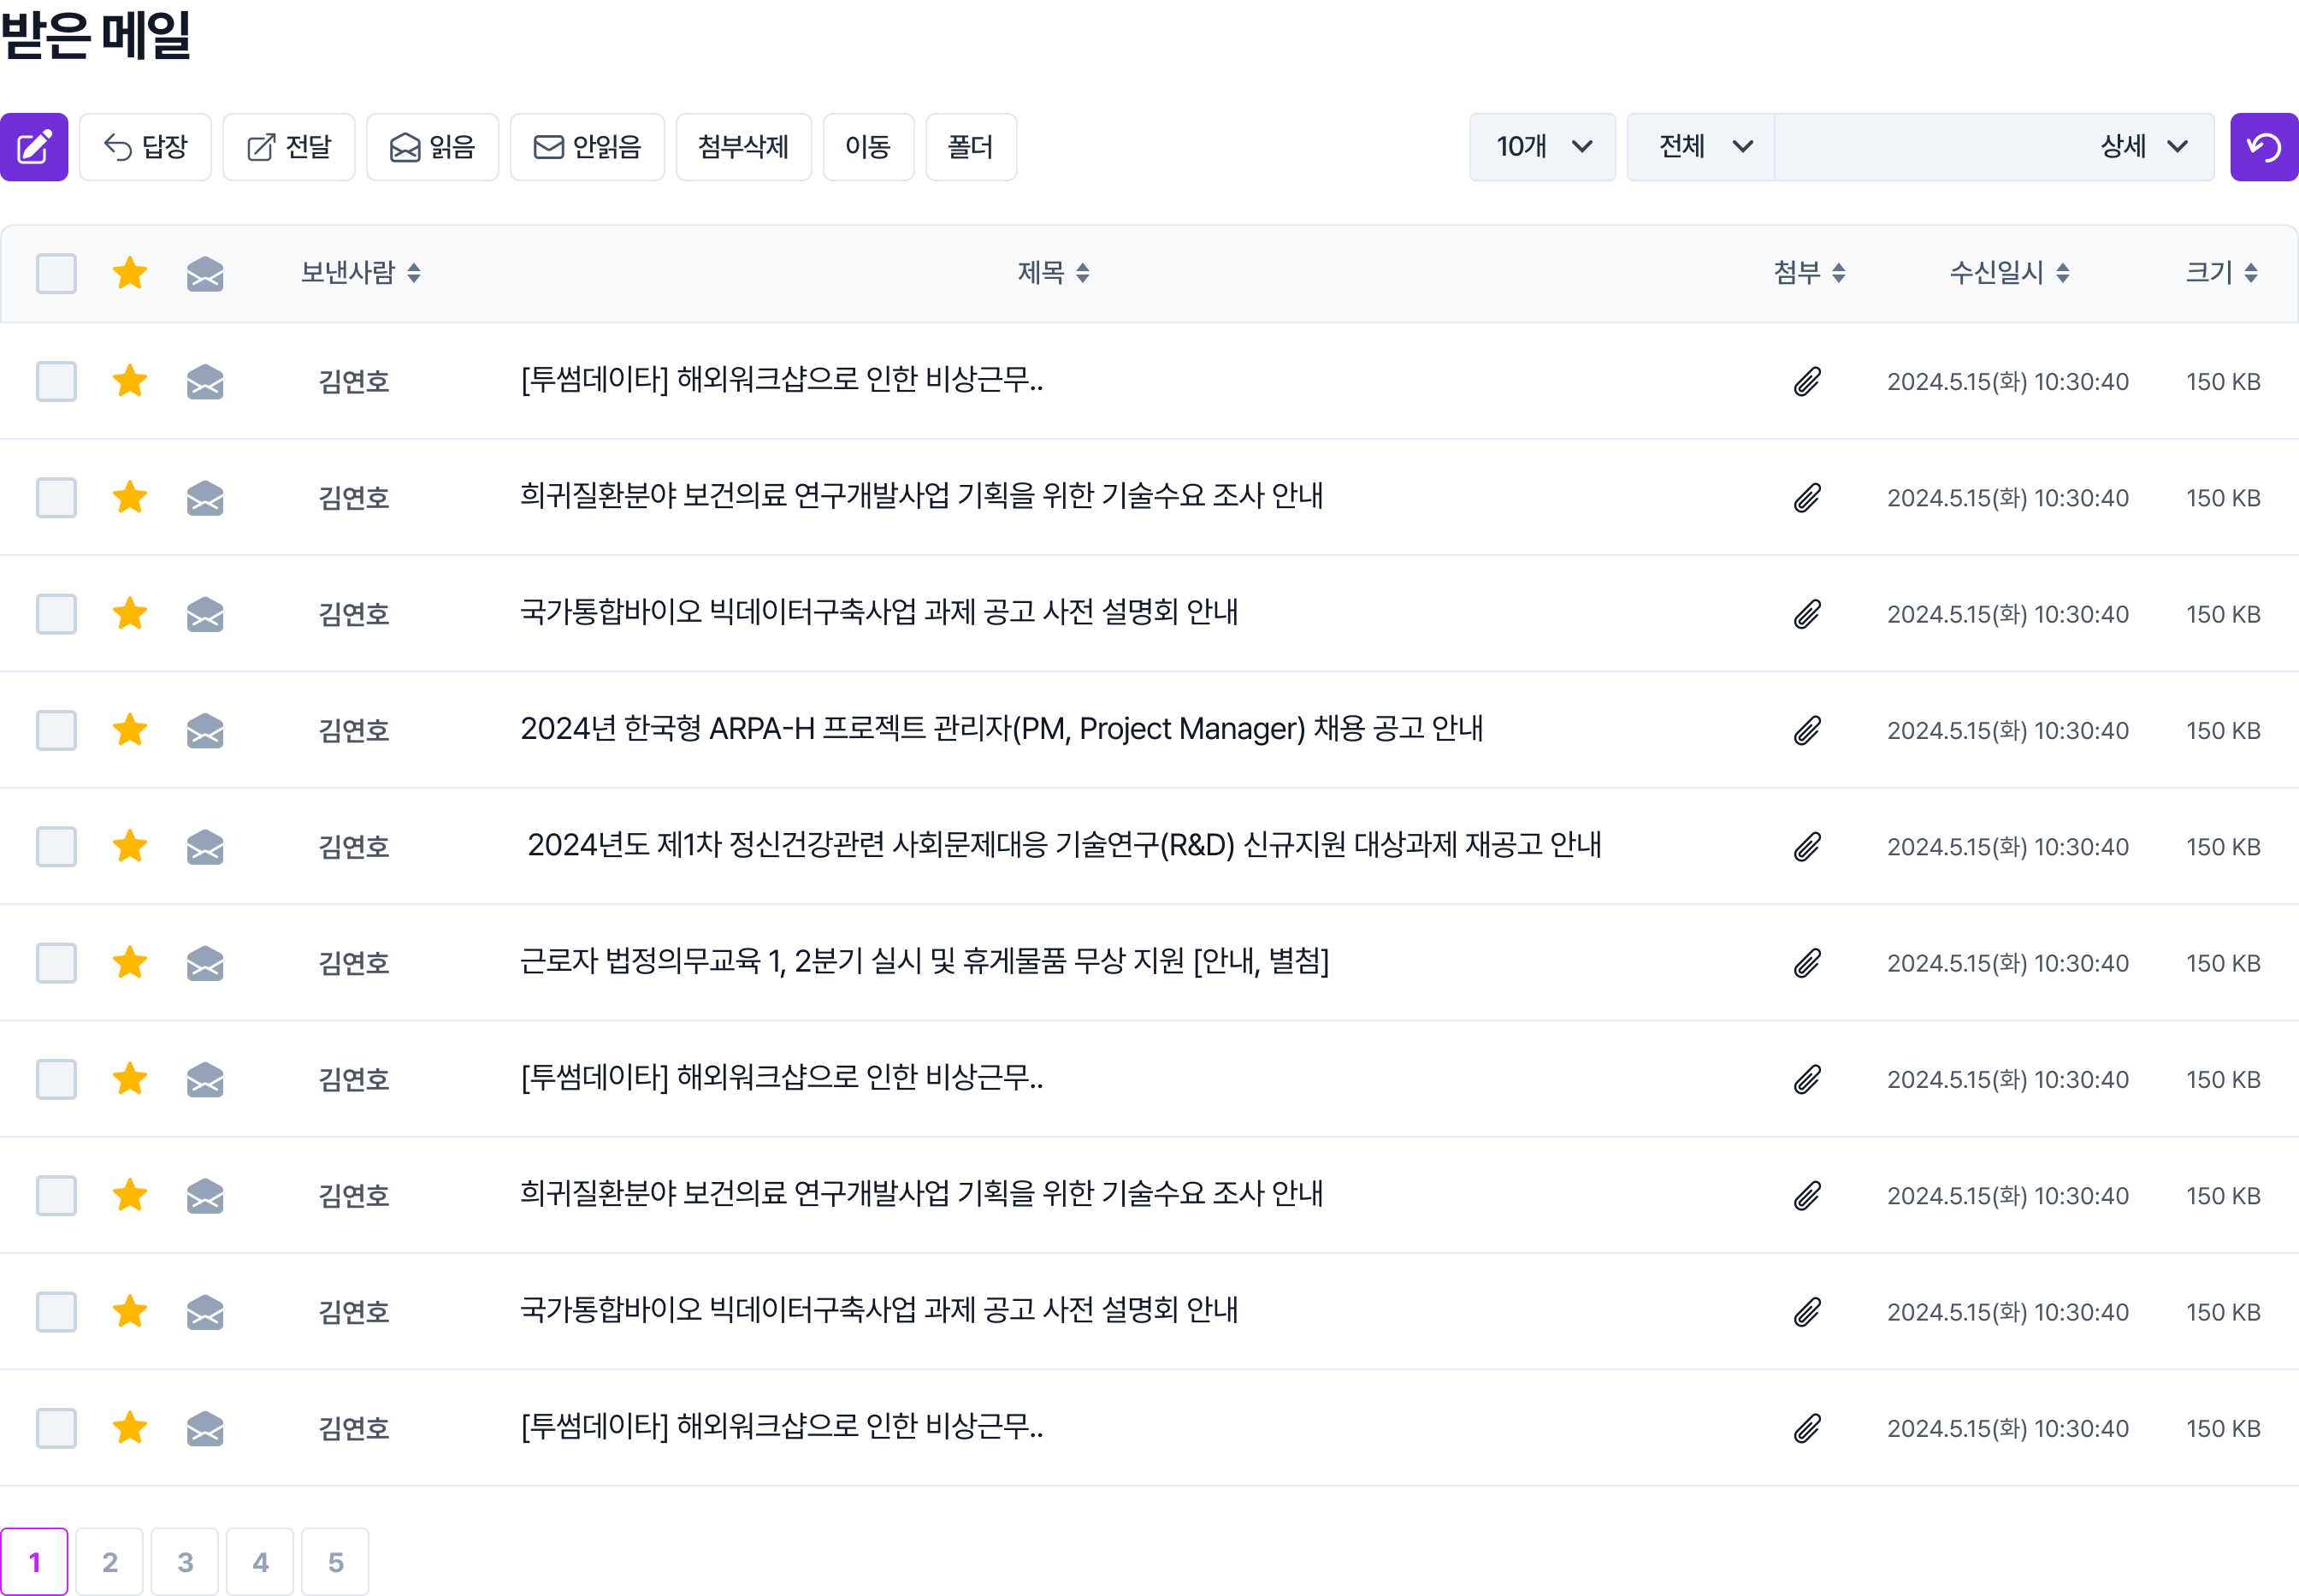 받은 메일
답장 전달 읽음 안읽음 첨부삭제 이동 폴더 10개 전체 상세
보낸사람 제목 첨부 수신일시 크기
김연호 [투썸데이타] 해외워크샵으로 인한 비상근무.. 2024.5.15(화) 10:30:40 150 KB
김연호 희귀질환분야 보건의료 연구개발사업 기획을 위한 기술수요 조사 안내 2024.5.15(화) 10:30:40 150 KB
김연호 국가통합바이오 빅데이터구축사업 과제 공고 사전 설명회 안내 2024.5.15(화) 10:30:40 150 KB
김연호 2024년 한국형 ARPA-H 프로젝트 관리자(PM, Project Manager) 채용 공고 안내 2024.5.15(화) 10:30:40 150 KB
김연호 2024년도 제1차 정신건강관련 사회문제대응 기술연구(R&D) 신규지원 대상과제 재공고 안내 2024.5.15(화) 10:30:40 150 KB
김연호 근로자 법정의무교육 1, 2분기 실시 및 휴게물품 무상 지원 [안내, 별첨] 2024.5.15(화) 10:30:40 150 KB
김연호 [투썸데이타] 해외워크샵으로 인한 비상근무.. 2024.5.15(화) 10:30:40 150 KB
김연호 희귀질환분야 보건의료 연구개발사업 기획을 위한 기술수요 조사 안내 2024.5.15(화) 10:30:40 150 KB
김연호 국가통합바이오 빅데이터구축사업 과제 공고 사전 설명회 안내 2024.5.15(화) 10:30:40 150 KB
김연호 [투썸데이타] 해외워크샵으로 인한 비상근무.. 2024.5.15(화) 10:30:40 150 KB
1 2 3 4 5